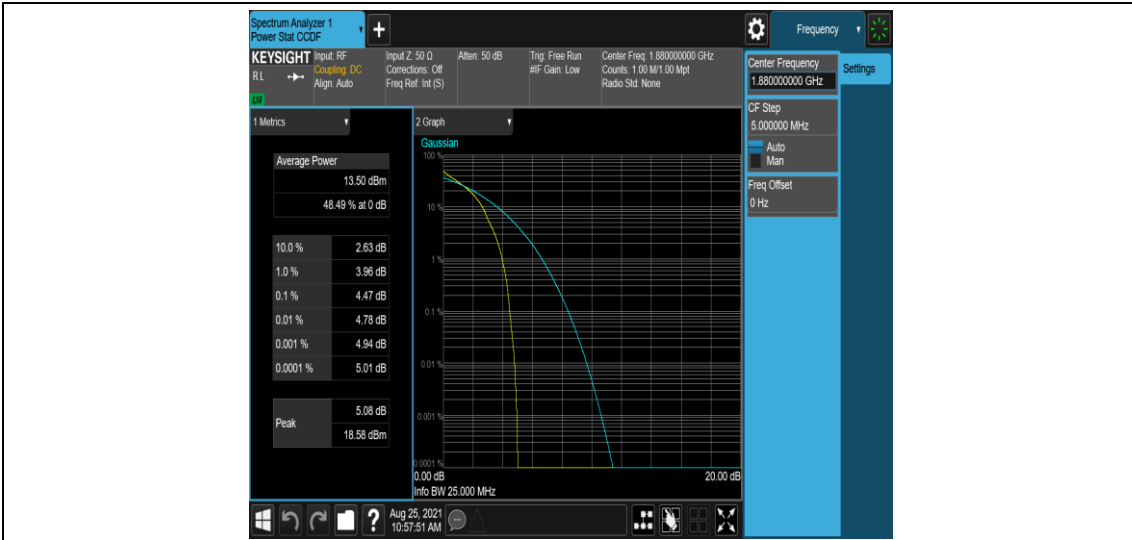 Spectrum Analyzer 1
Power Stat CCDF
+
Frequency
KEYSIGHT
Input: RF
Coupling: DC
Align: Auto
RL
LXI
Input Z: 50 Ω
Corrections: Off
Freq Ref: Int (S)
Atten: 50 dB
Trig: Free Run
#IF Gain: Low
Center Freq: 1.880000000 GHz
Counts: 1.00 M/1.00 Mpt
Radio Std: None
Center Frequency
1.880000000 GHz
Settings
CF Step
5.000000 MHz
Auto
Man
Freq Offset
0 Hz
1 Metrics
Average Power
13.50 dBm
48.49 % at 0 dB
10.0 % 2.63 dB
1.0 % 3.96 dB
0.1 % 4.47 dB
0.01 % 4.78 dB
0.001 % 4.94 dB
0.0001 % 5.01 dB
Peak
5.08 dB
18.58 dBm
2 Graph
Gaussian
100 %
10 %
1 %
0.1 %
0.01 %
0.001 %
0.0001 %
0.00 dB 20.00 dB
Info BW 25.000 MHz
?
Aug 25, 2021
10:57:51 AM